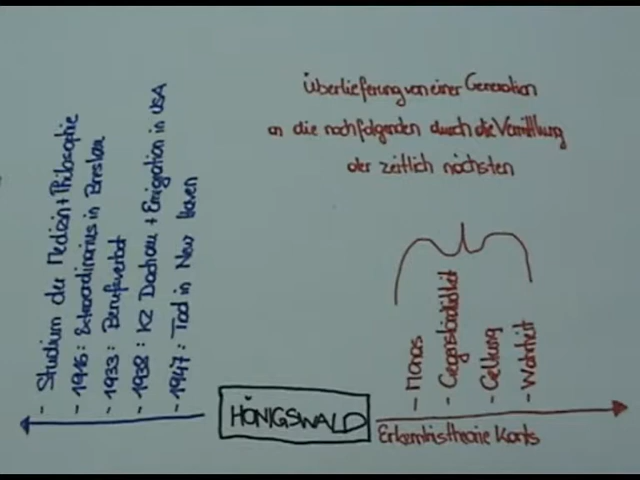 Überlieferung von einer Generation
an die nachfolgenden durch die Vermittlung
der zeitlich nächsten
- Studium der Medizin + Philosophie
- 1916: Extraordinarius in Breslau
- 1933: Berufsverbot
- 1938: KZ Dachau + Emigration in USA
- 1947: Tod in New Haven
- Monas
- Gegenständlichkeit
- Geltung
- Wahrheit
HÖNIGSWALD
Erkenntnistheorie Kants